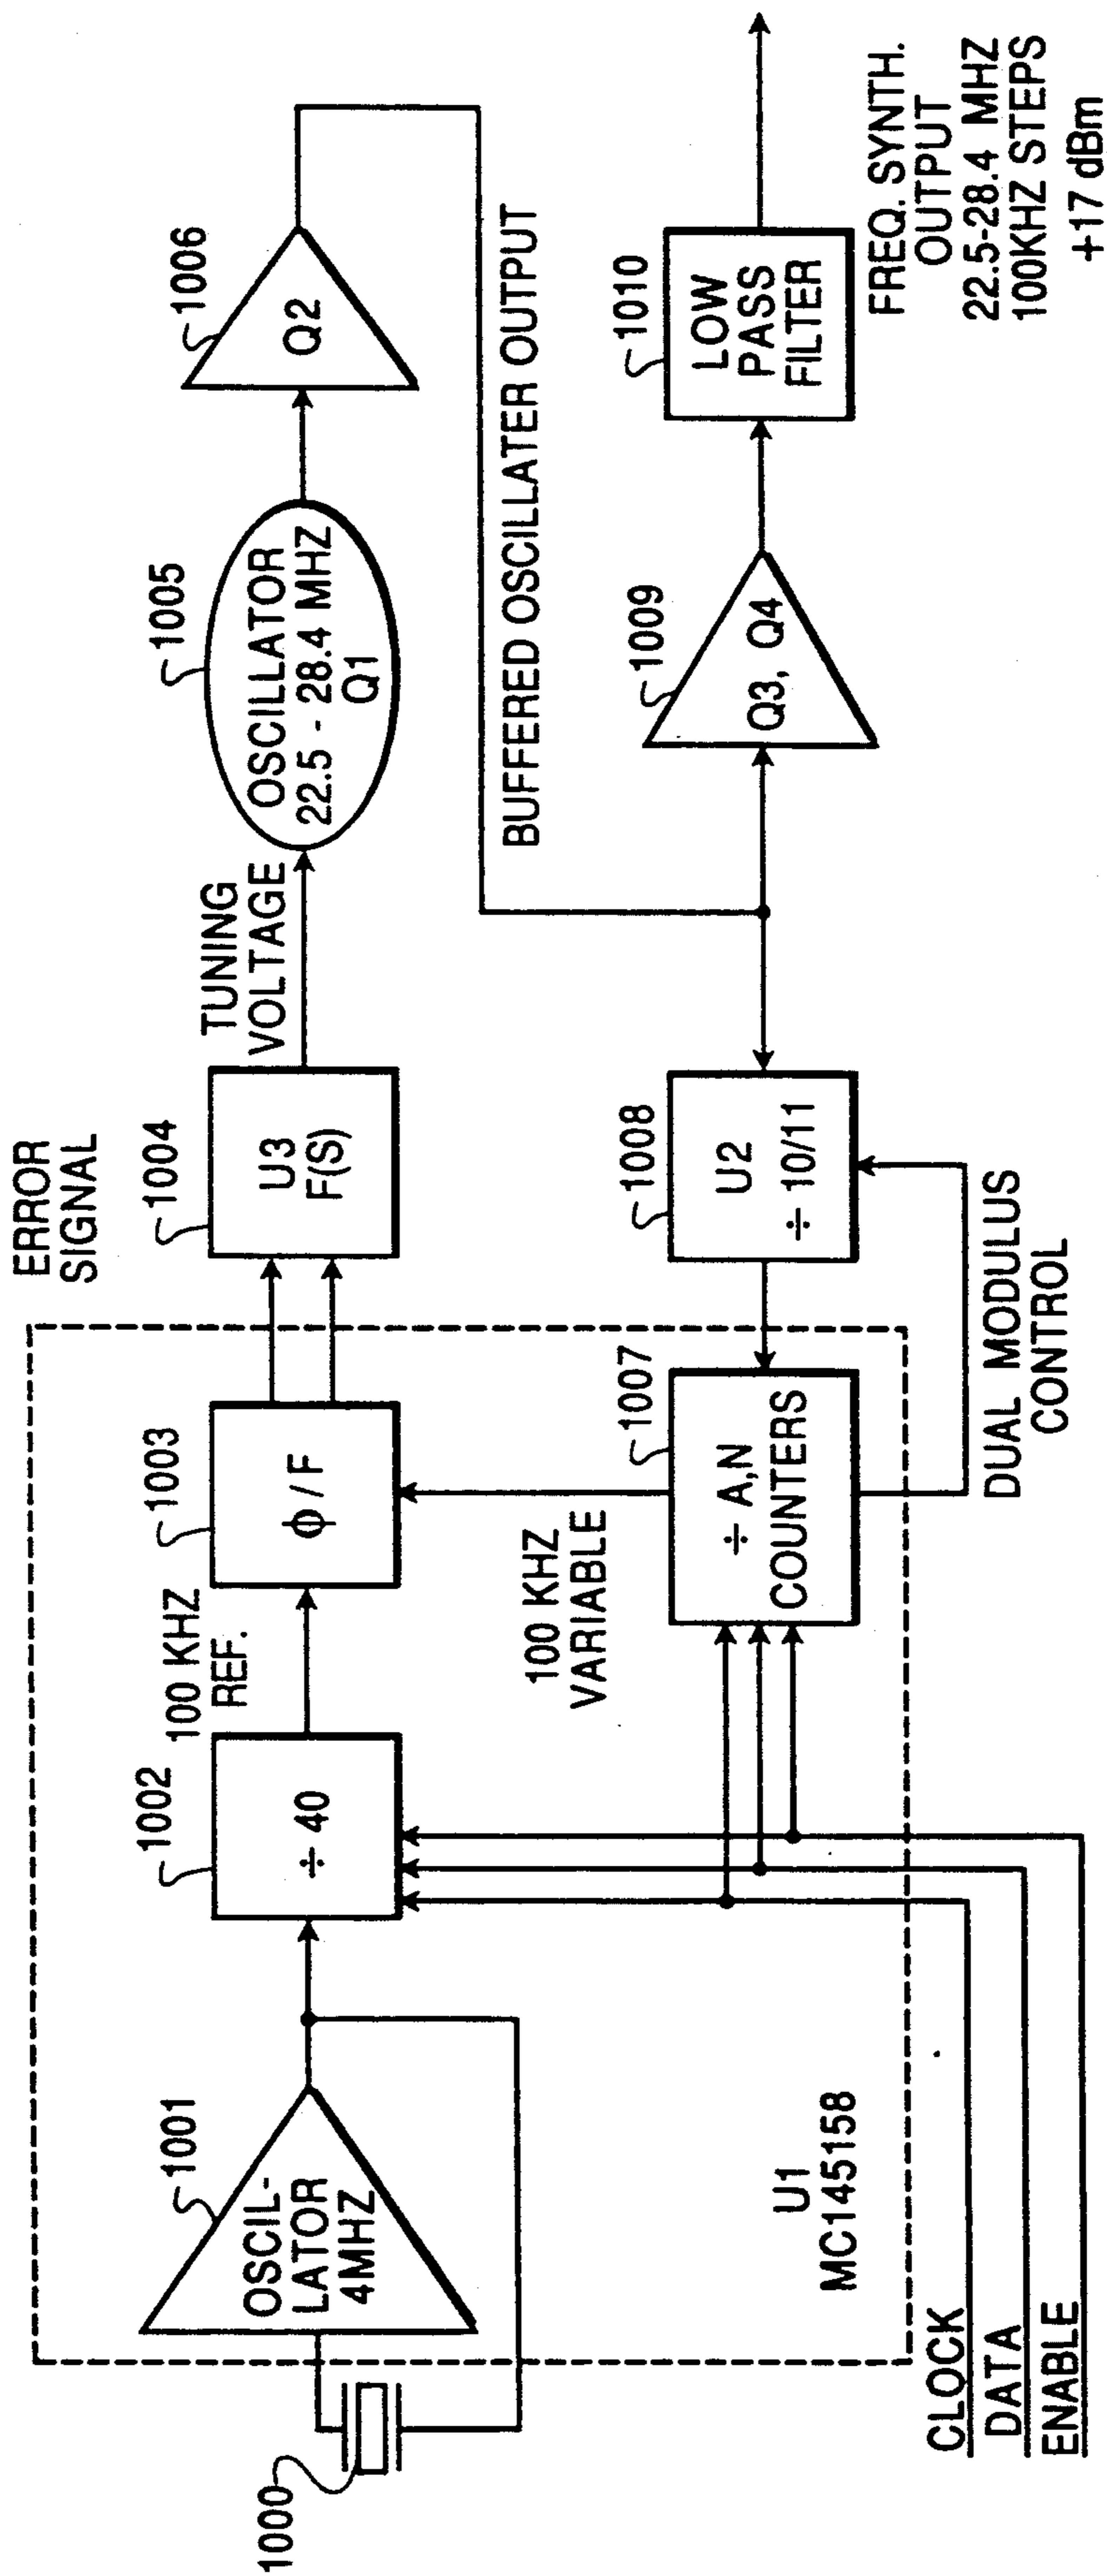 1000
1001
OSCIL-
LATOR
4MHZ
1002
÷ 40
100 KHZ
REF.
1003
ϕ / F
ERROR
SIGNAL
1004
U3
F(S)
TUNING
VOLTAGE
1005
OSCILLATOR
22.5 - 28.4 MHZ
Q1
1006
Q2
BUFFERED OSCILLATER OUTPUT
U1
MC145158
100 KHZ
VARIABLE
1007
÷ A,N
COUNTERS
1008
U2
÷ 10/11
1009
Q3, Q4
1010
LOW
PASS
FILTER
FREQ. SYNTH.
OUTPUT
22.5-28.4 MHZ
100KHZ STEPS
+17 dBm
DUAL MODULUS
CONTROL
CLOCK
DATA
ENABLE